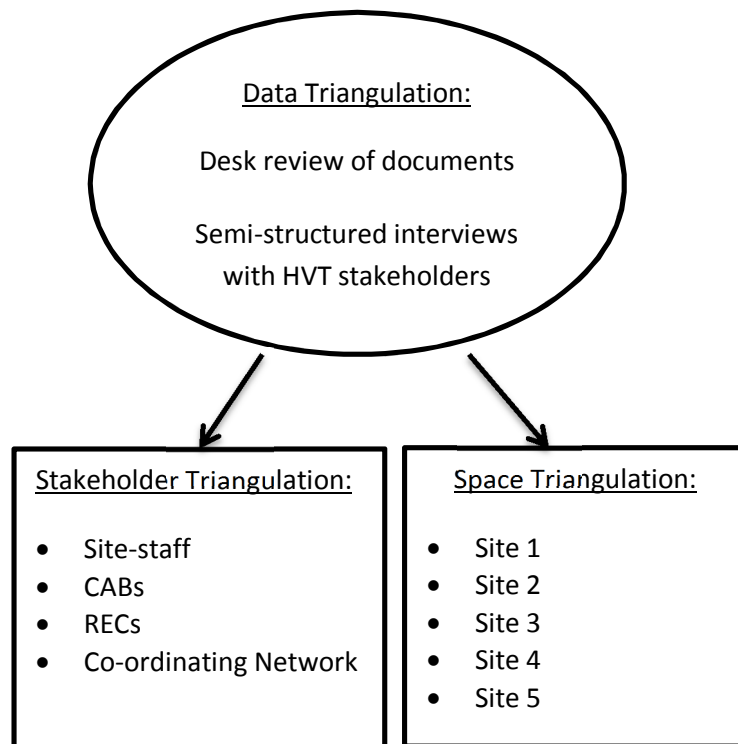 Data Triangulation:
Desk review of documents
Semi-structured interviews
with HVT stakeholders
Stakeholder Triangulation:
• Site-staff
• CABs
• RECs
• Co-ordinating Network
Space Triangulation:
• Site 1
• Site 2
• Site 3
• Site 4
• Site 5